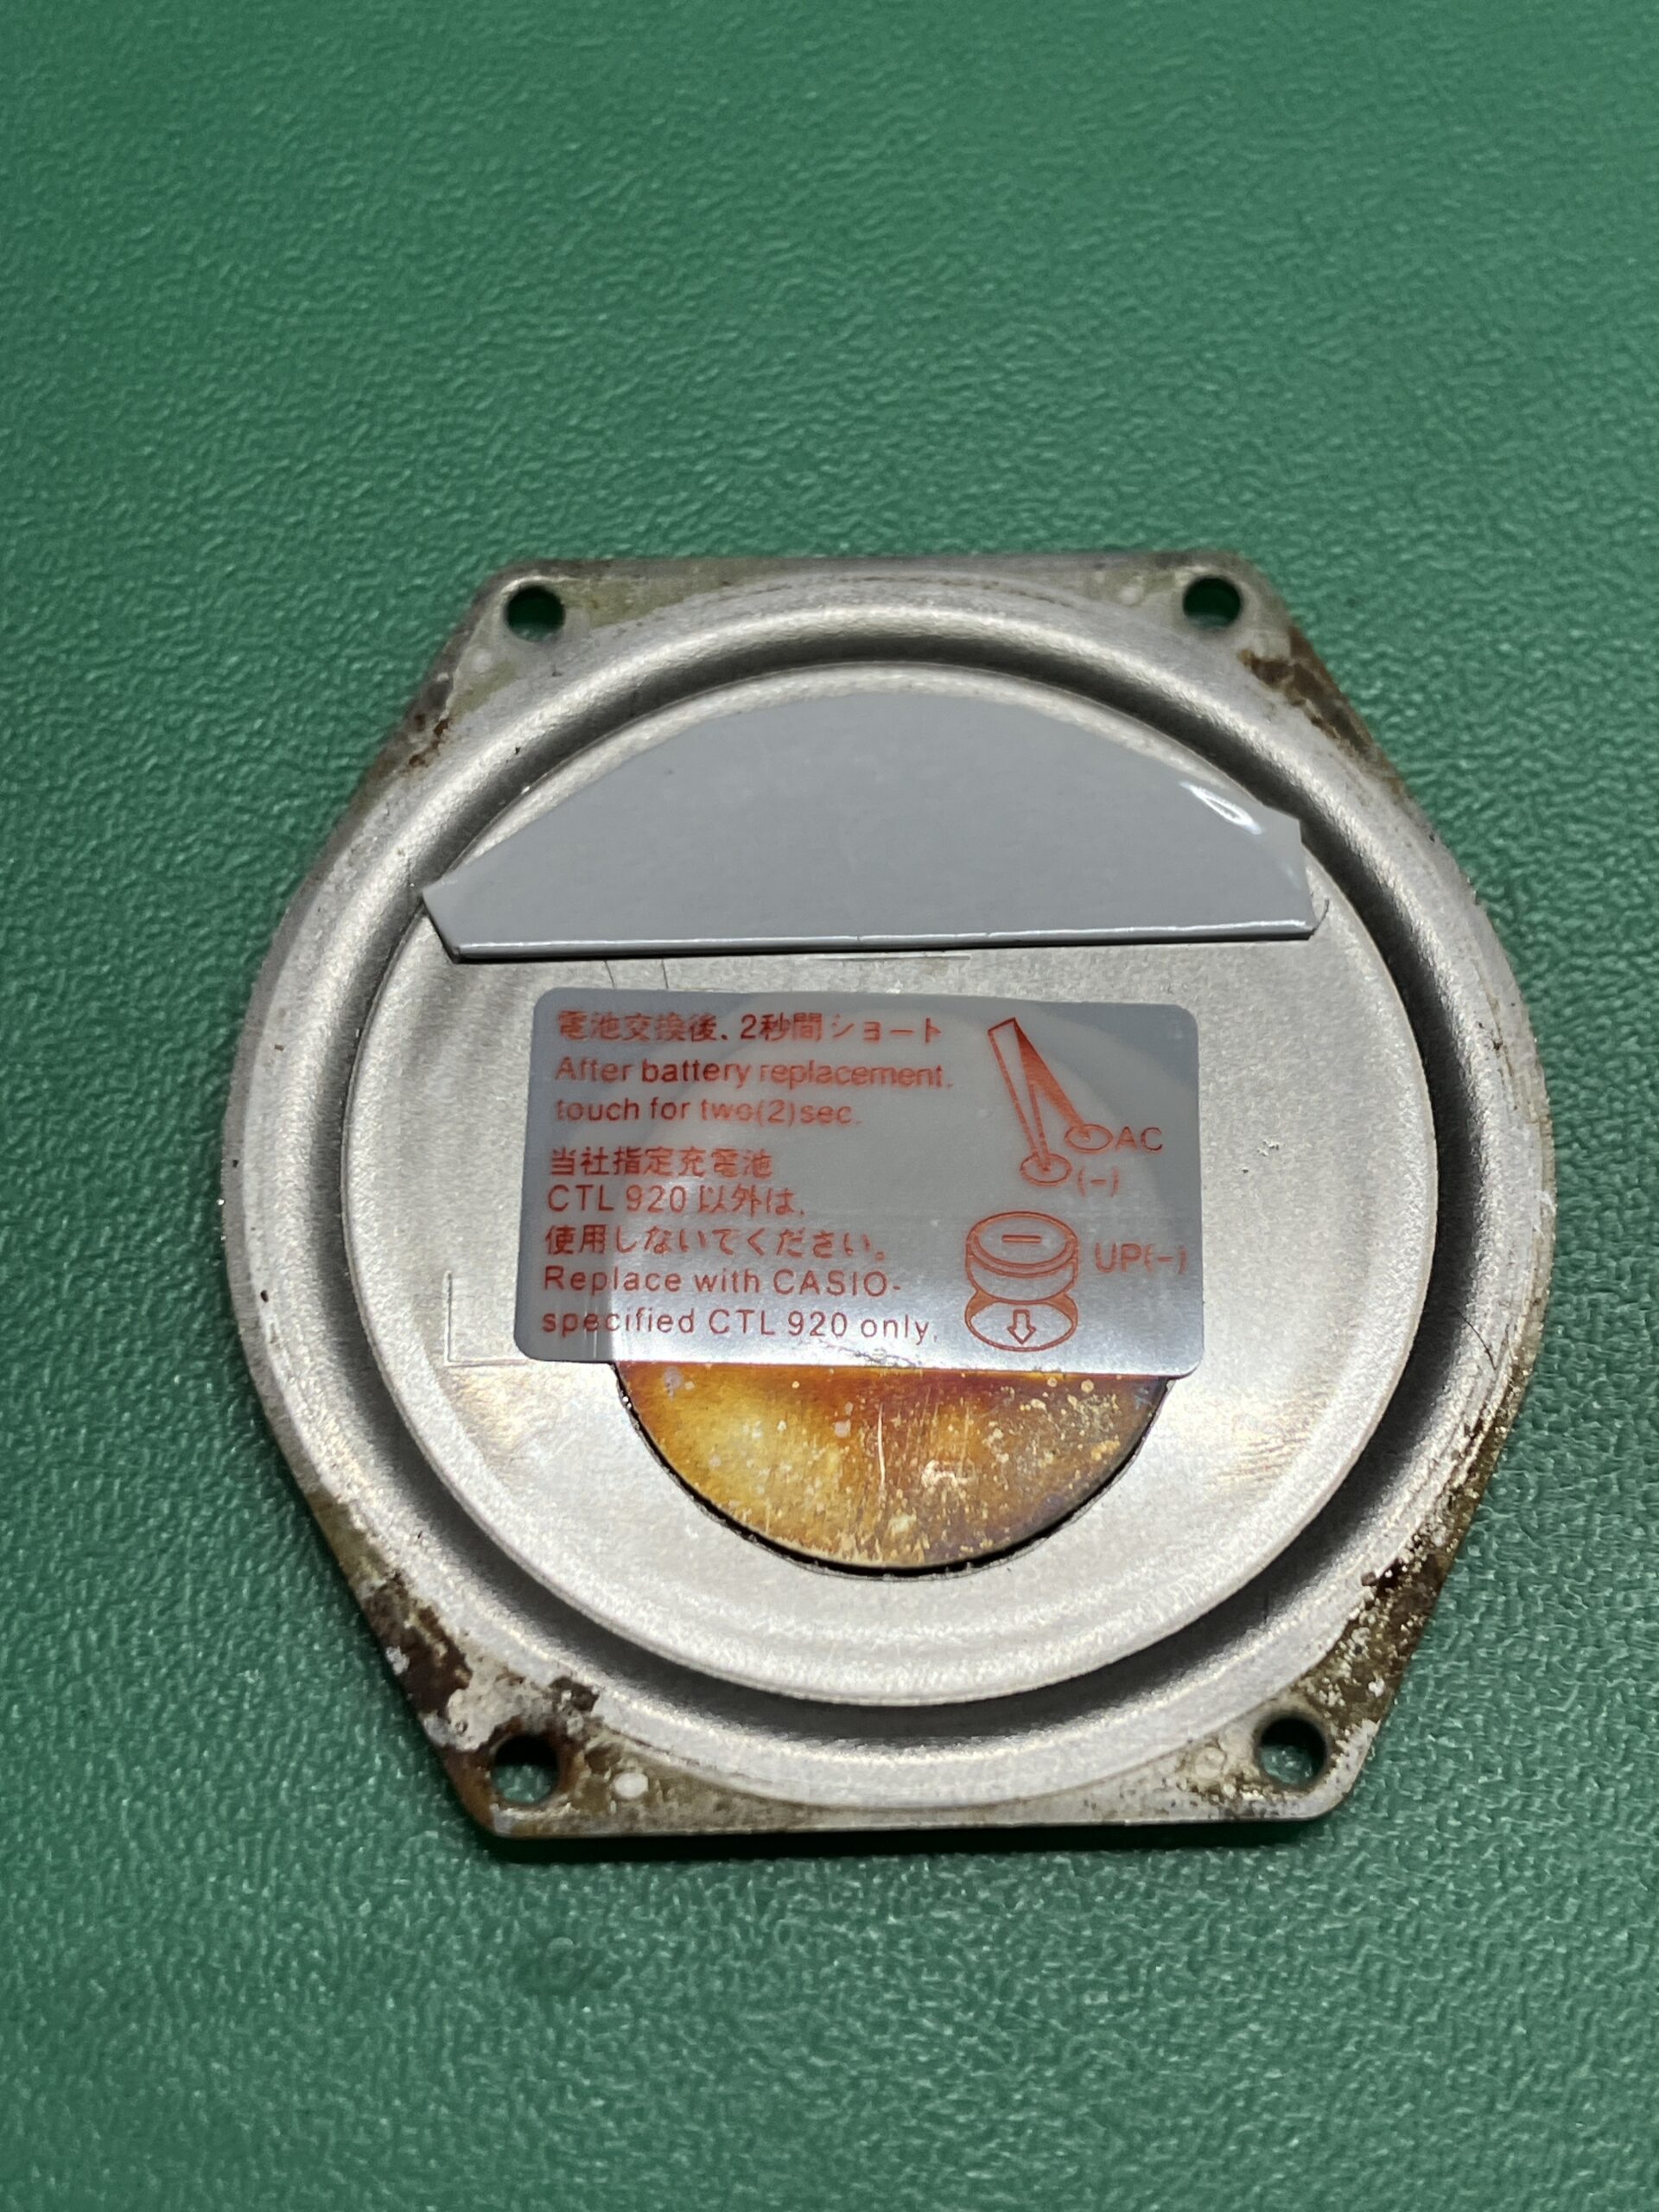 電池交換後、2秒間ショート
After battery replacement,
touch for two(2)sec.
AC
(-)
当社指定充電池
CTL 920 以外は、
使用しないでください。
Replace with CASIO-
specified CTL 920 only.
UP(-)